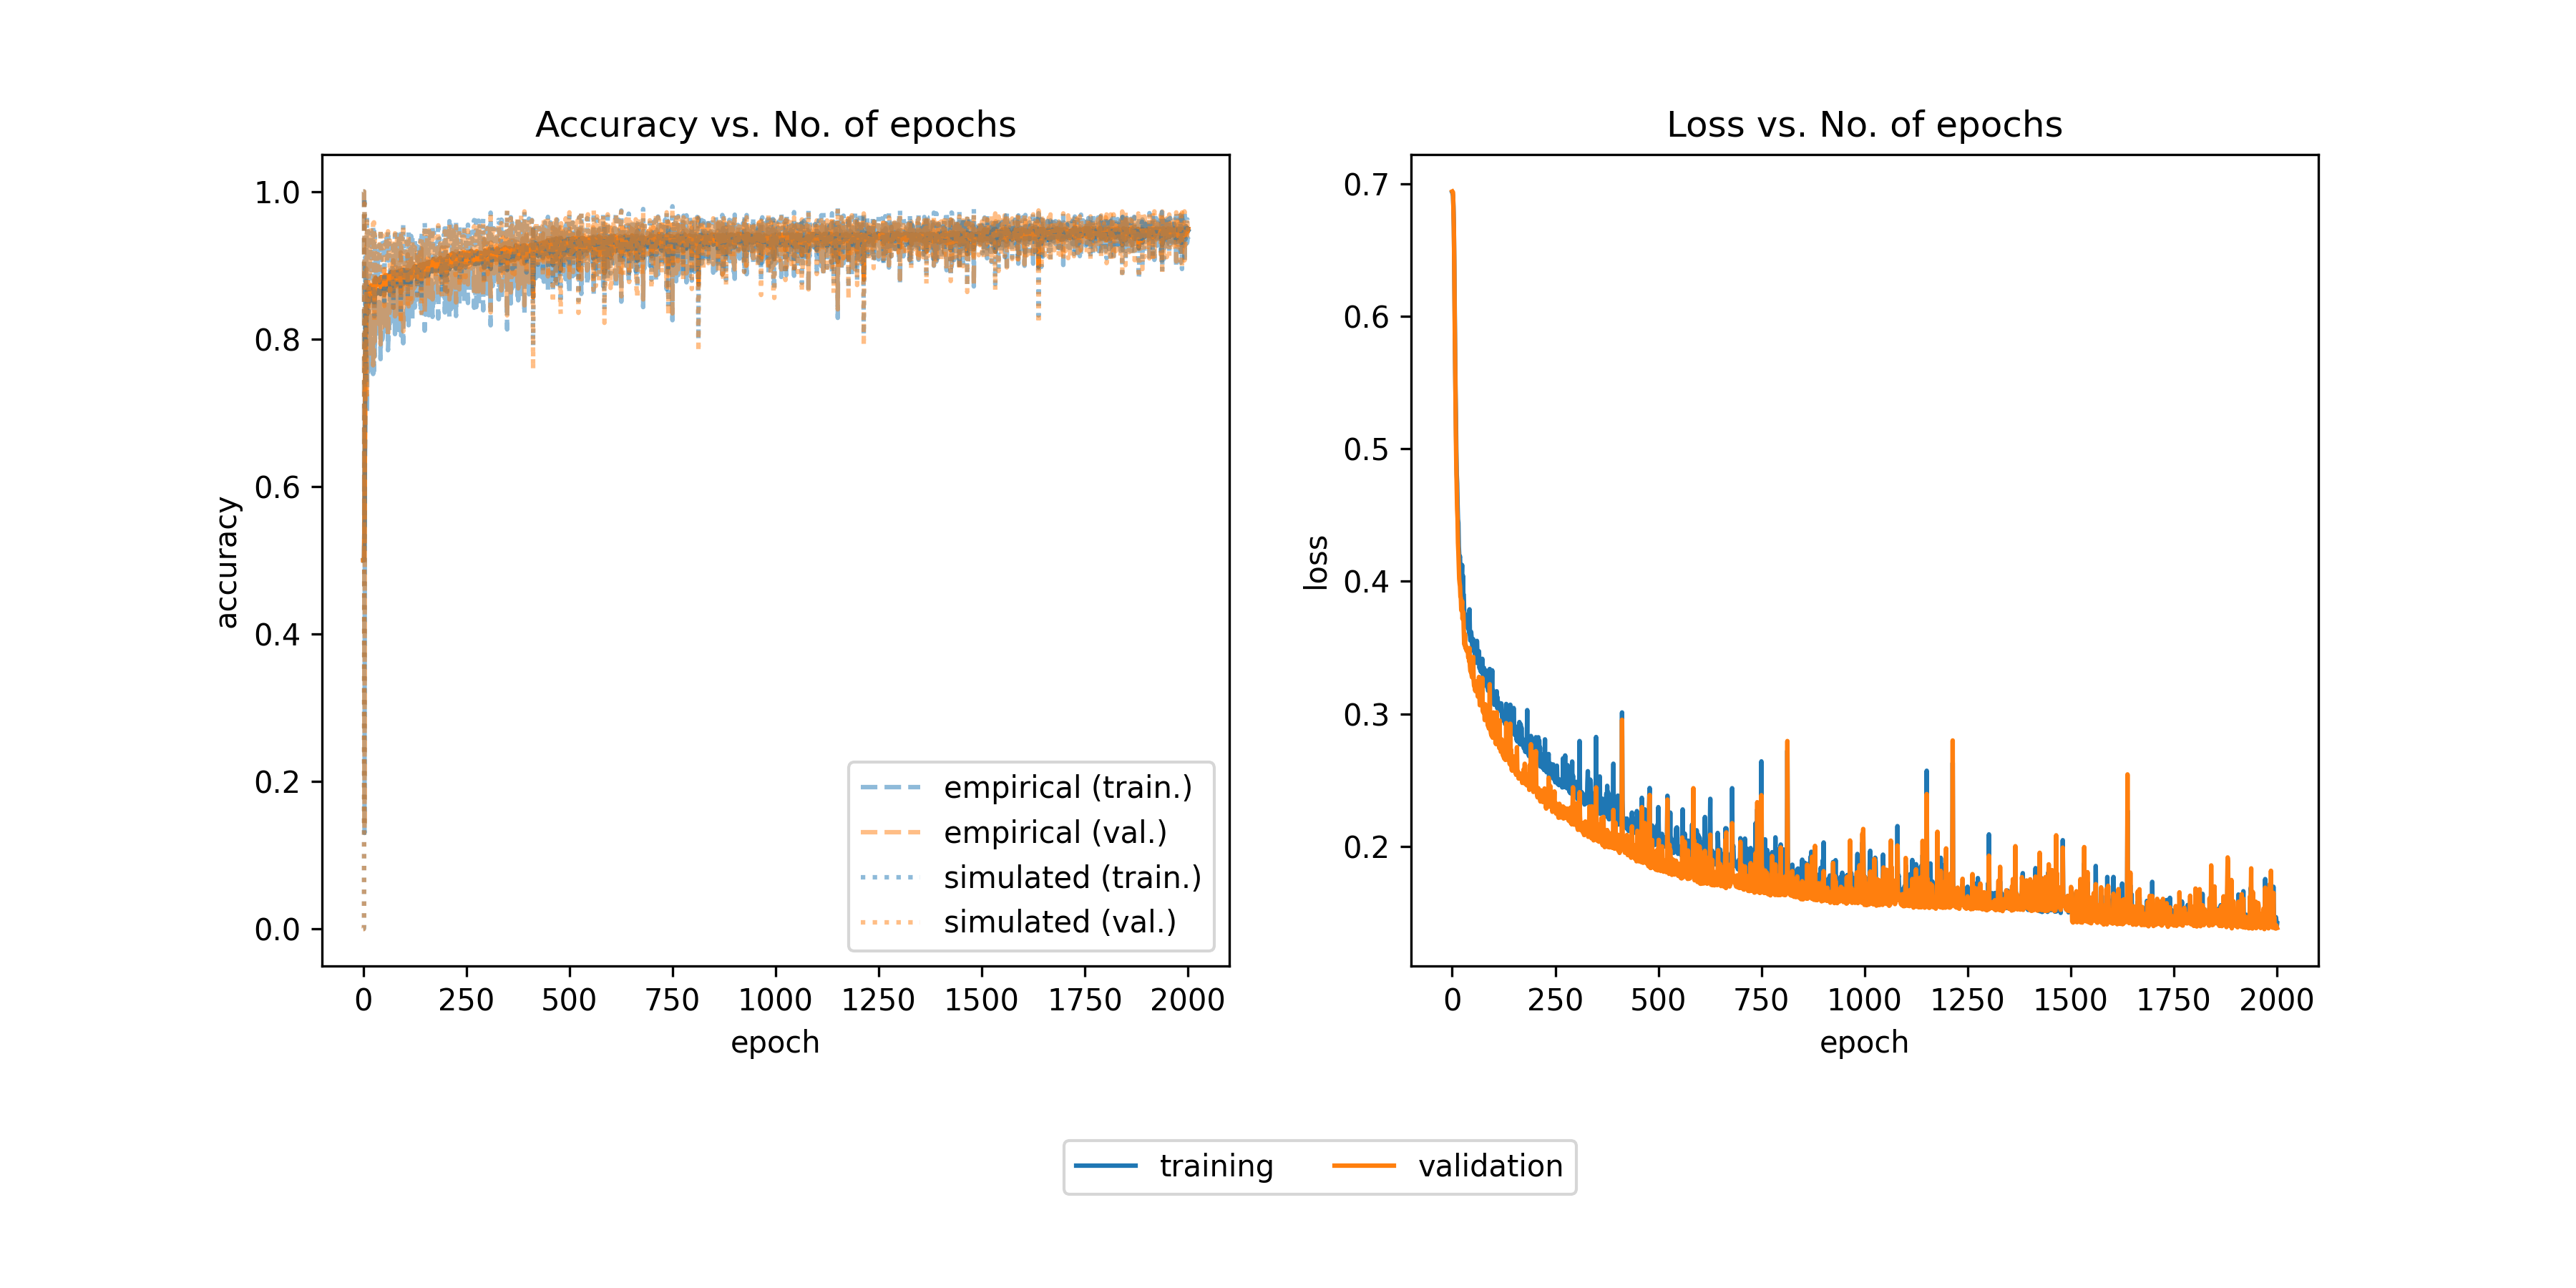 Accuracy vs. No. of epochs
1.0
0.8
0.6
0.4
0.2
0.0
accuracy
0 250 500 750 1000 1250 1500 1750 2000
epoch
empirical (train.)
empirical (val.)
simulated (train.)
simulated (val.)
Loss vs. No. of epochs
0.7
0.6
0.5
0.4
0.3
0.2
loss
0 250 500 750 1000 1250 1500 1750 2000
epoch
training validation